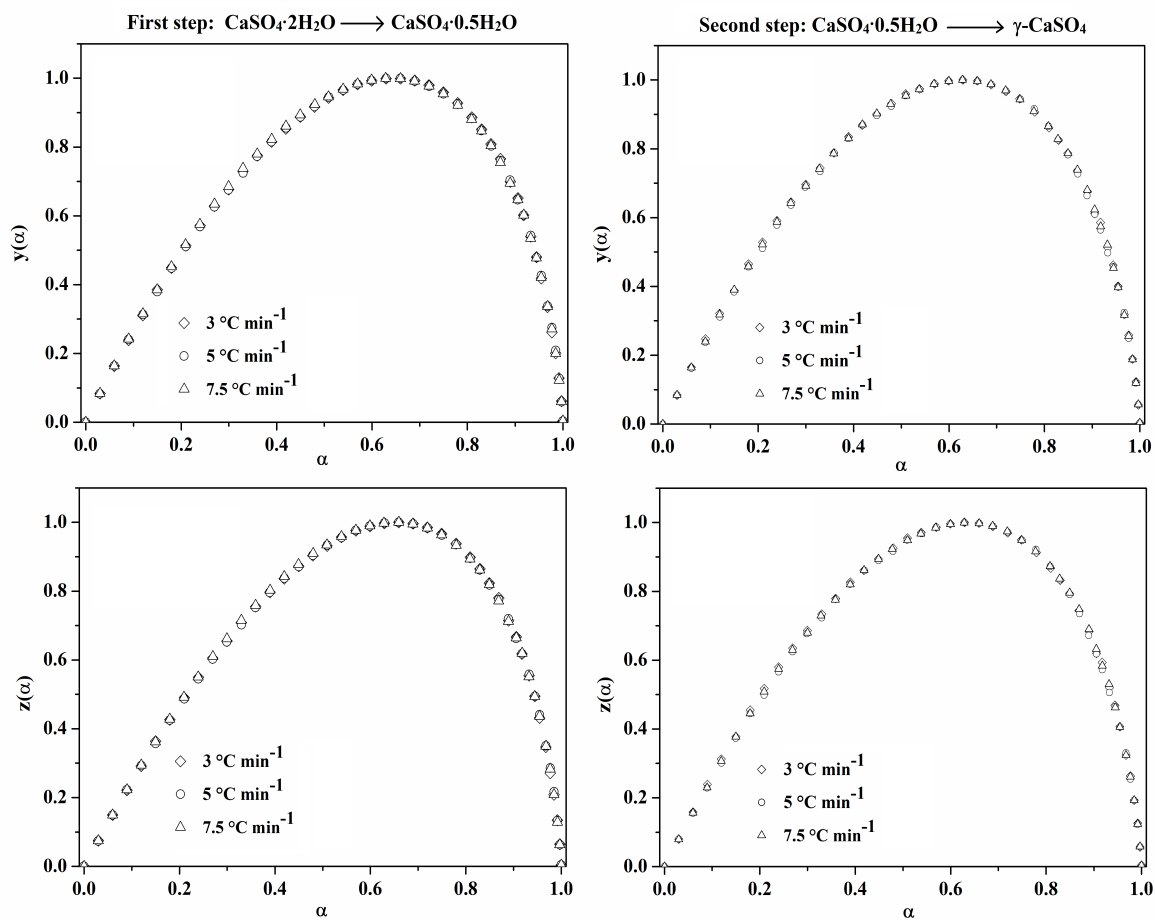 First step: CaSO₄·2H₂O ⟶ CaSO₄·0.5H₂O
1.0
0.8
0.6
0.4
0.2
0.0
y(α)
3 °C min⁻¹
5 °C min⁻¹
7.5 °C min⁻¹
0.0 0.2 0.4 0.6 0.8 1.0
α
Second step: CaSO₄·0.5H₂O ⟶ γ-CaSO₄
1.0
0.8
0.6
0.4
0.2
0.0
y(α)
3 °C min⁻¹
5 °C min⁻¹
7.5 °C min⁻¹
0.0 0.2 0.4 0.6 0.8 1.0
α
1.0
0.8
0.6
0.4
0.2
0.0
z(α)
3 °C min⁻¹
5 °C min⁻¹
7.5 °C min⁻¹
0.0 0.2 0.4 0.6 0.8 1.0
α
1.0
0.8
0.6
0.4
0.2
0.0
z(α)
3 °C min⁻¹
5 °C min⁻¹
7.5 °C min⁻¹
0.0 0.2 0.4 0.6 0.8 1.0
α